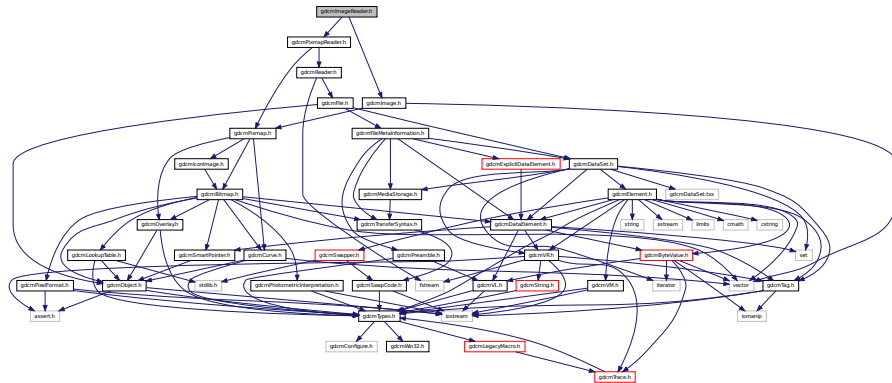 gdcmImageReader.h
gdcmPixmapReader.h
gdcmReader.h
gdcmFile.h
gdcmImage.h
gdcmPixmap.h
gdcmFileMetaInformation.h
gdcmIconImage.h
gdcmExplicitDataElement.h
gdcmDataSet.h
gdcmBitmap.h
gdcmMediaStorage.h
gdcmElement.h
gdcmDataSet.txx
gdcmOverlay.h
gdcmTransferSyntax.h
gdcmDataElement.h
string
sstream
limits
cmath
cstring
gdcmLookupTable.h
gdcmSmartPointer.h
gdcmCurve.h
gdcmSwapper.h
gdcmPreamble.h
gdcmVR.h
gdcmByteValue.h
set
gdcmPixelFormat.h
gdcmObject.h
stdlib.h
gdcmPhotometricInterpretation.h
gdcmSwapCode.h
fstream
gdcmVL.h
gdcmString.h
gdcmVM.h
iterator
vector
gdcmTag.h
assert.h
gdcmTypes.h
iostream
iomanip
gdcmConfigure.h
gdcmWin32.h
gdcmLegacyMacro.h
gdcmTrace.h